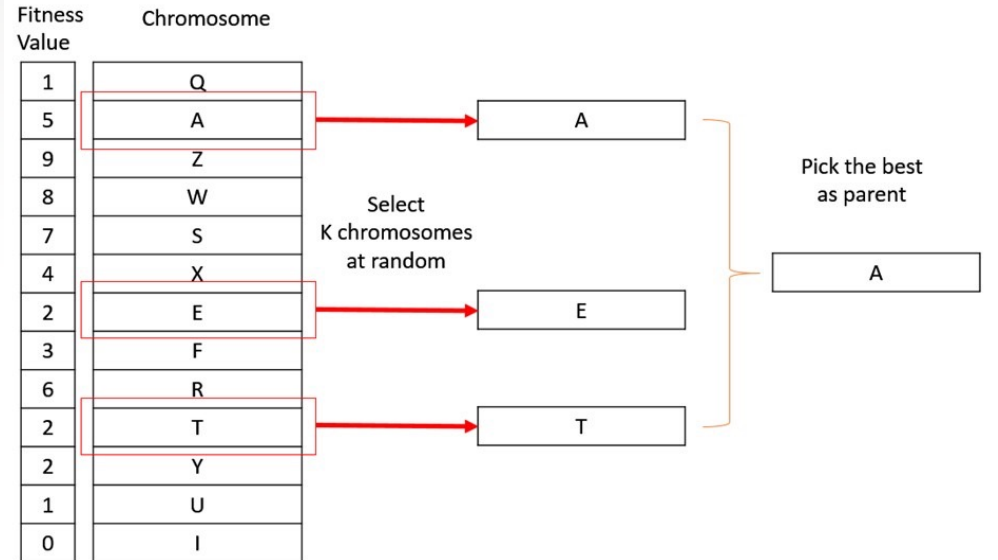 Fitness
Value
Chromosome
1 Q
5 A
9 Z
8 W
7 S
4 X
2 E
3 F
6 R
2 T
2 Y
1 U
0 I
Select
K chromosomes
at random
A
E
T
Pick the best
as parent
A